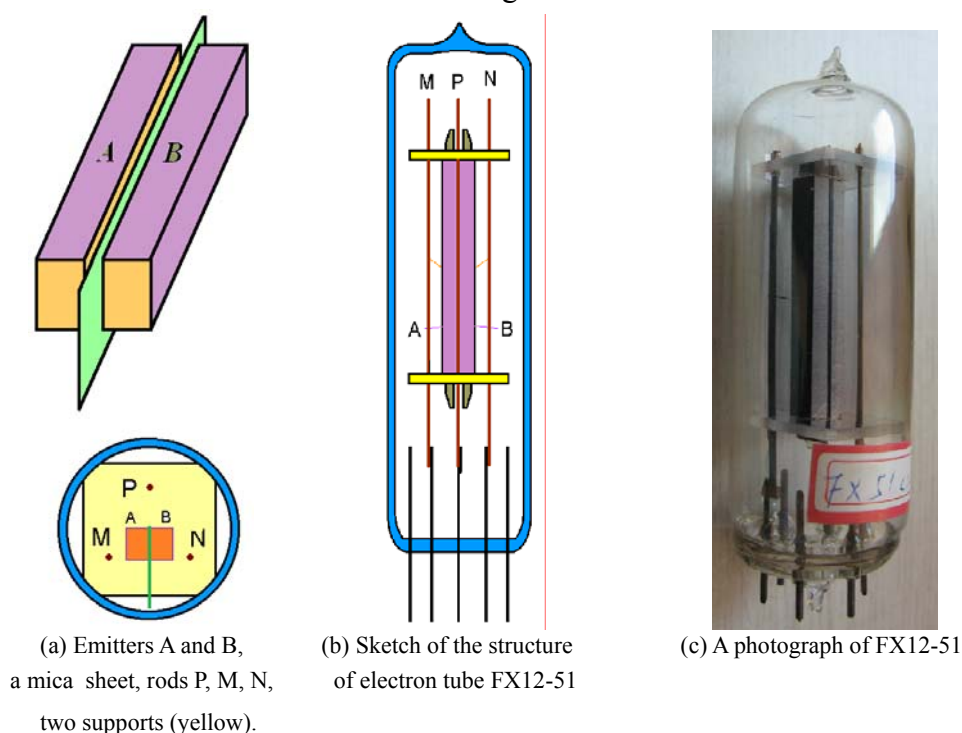 A B
P
A B
M N
M P N
A B
FX51
(a) Emitters A and B,
a mica sheet, rods P, M, N,
two supports (yellow).
(b) Sketch of the structure
of electron tube FX12-51
(c) A photograph of FX12-51